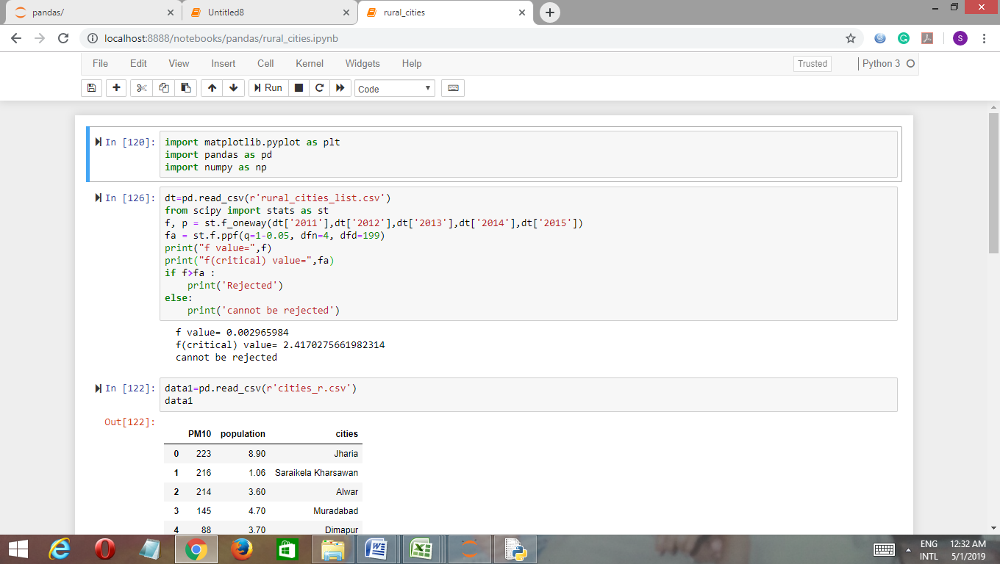 pandas/
Untitled8
rural_cities
localhost:8888/notebooks/pandas/rural_cities.ipynb
S
File Edit View Insert Cell Kernel Widgets Help
Trusted
Python 3
Run
Code
In [120]:
import matplotlib.pyplot as plt
import pandas as pd
import numpy as np
In [126]:
dt=pd.read_csv(r'rural_cities_list.csv')
from scipy import stats as st
f, p = st.f_oneway(dt['2011'],dt['2012'],dt['2013'],dt['2014'],dt['2015'])
fa = st.f.ppf(q=1-0.05, dfn=4, dfd=199)
print("f value=",f)
print("f(critical) value=",fa)
if f>fa :
    print('Rejected')
else:
    print('cannot be rejected')
f value= 0.002965984
f(critical) value= 2.4170275661982314
cannot be rejected
In [122]:
data1=pd.read_csv(r'cities_r.csv')
data1
Out[122]:
PM10 population cities
0 223 8.90 Jharia
1 216 1.06 Saraikela Kharsawan
2 214 3.60 Alwar
3 145 4.70 Muradabad
4 88 3.70 Dimapur
ENG 12:32 AM
INTL 5/1/2019